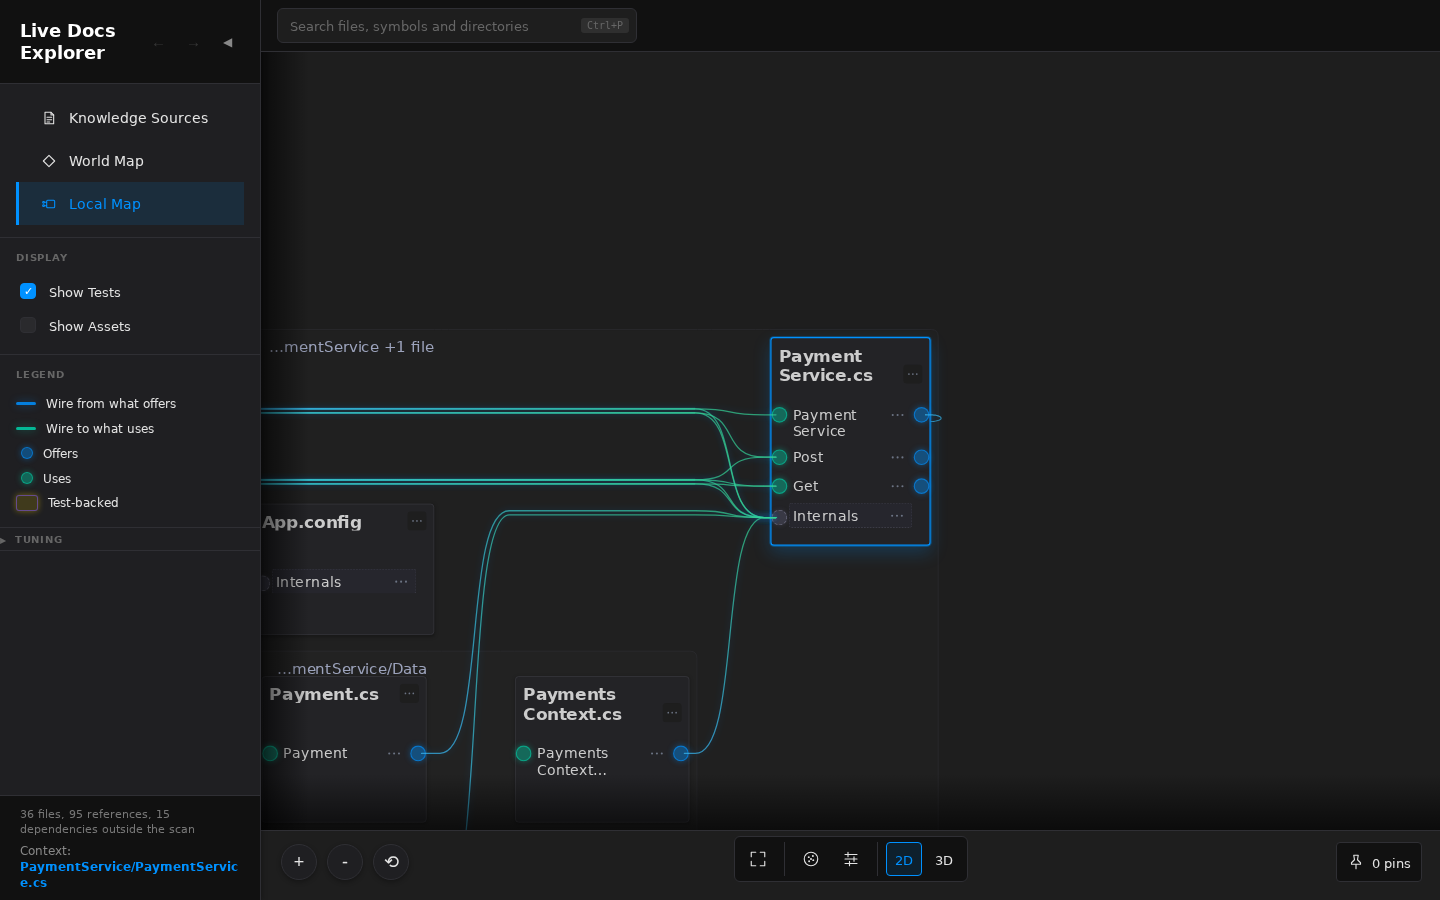 Live Docs
Explorer
Search files, symbols and directories
Ctrl+P
Knowledge Sources
World Map
Local Map
DISPLAY
Show Tests
Show Assets
LEGEND
Wire from what offers
Wire to what uses
Offers
Uses
Test-backed
TUNING
36 files, 95 references, 15
dependencies outside the scan
Context:
PaymentService/PaymentServic
e.cs
...mentService +1 file
Payment
Service.cs
Payment
Service
Post
Get
Internals
App.config
Internals
...mentService/Data
Payment.cs
Payment
Payments
Context.cs
Payments
Context...
+
-
2D
3D
0 pins